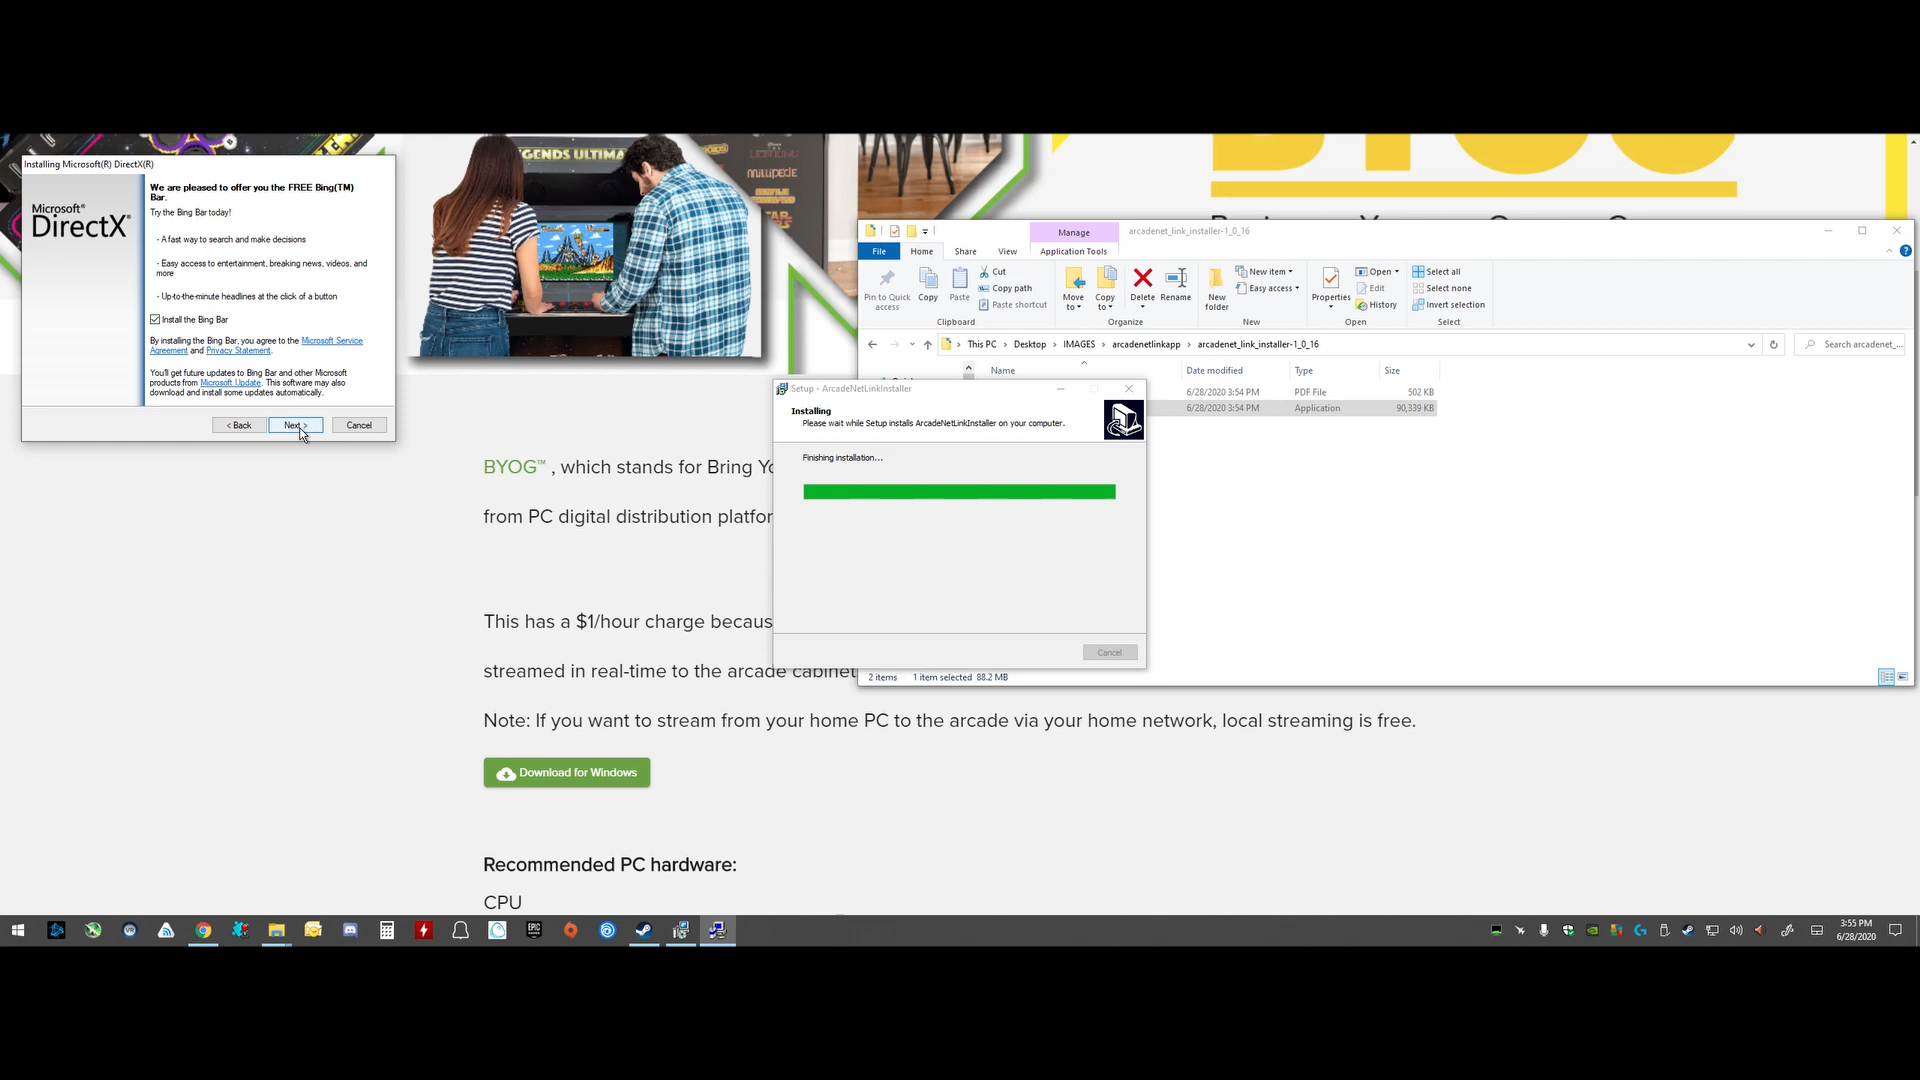 Installing Microsoft(R) DirectX(R)
Microsoft®
DirectX®
We are pleased to offer you the FREE Bing(TM)
Bar.
Try the Bing Bar today!
- A fast way to search and make decisions
- Easy access to entertainment, breaking news, videos, and
more
- Up-to-the-minute headlines at the click of a button
Install the Bing Bar
By installing the Bing Bar, you agree to the Microsoft Service
Agreement and Privacy Statement.
You'll get future updates to Bing Bar and other Microsoft
products from Microsoft Update. This software may also
download and install some updates automatically.
< Back
Next >
Cancel
GENDS ULTIMA
MILLIPEDE
STAR
Manage
arcadenet_link_installer-1_0_16
File
Home
Share
View
Application Tools
Pin to Quick
access
Copy
Paste
Cut
Copy path
Paste shortcut
Move
to
Copy
to
Delete
Rename
New
folder
New item
Easy access
Properties
Open
Edit
History
Select all
Select none
Invert selection
Clipboard
Organize
New
Open
Select
This PC > Desktop > IMAGES > arcadenetlinkapp > arcadenet_link_installer-1_0_16
Search arcadenet_...
Name
Date modified
Type
Size
6/28/2020 3:54 PM
PDF File
502 KB
6/28/2020 3:54 PM
Application
90,339 KB
Setup - ArcadeNetLinkInstaller
Installing
Please wait while Setup installs ArcadeNetLinkInstaller on your computer.
Finishing installation...
Cancel
2 items
1 item selected 88.2 MB
BYOG™ , which stands for Bring Yo
from PC digital distribution platfor
This has a $1/hour charge becaus
streamed in real-time to the arcade cabinet
Note: If you want to stream from your home PC to the arcade via your home network, local streaming is free.
Download for Windows
Recommended PC hardware:
CPU
VR
EPIC
3:55 PM
6/28/2020